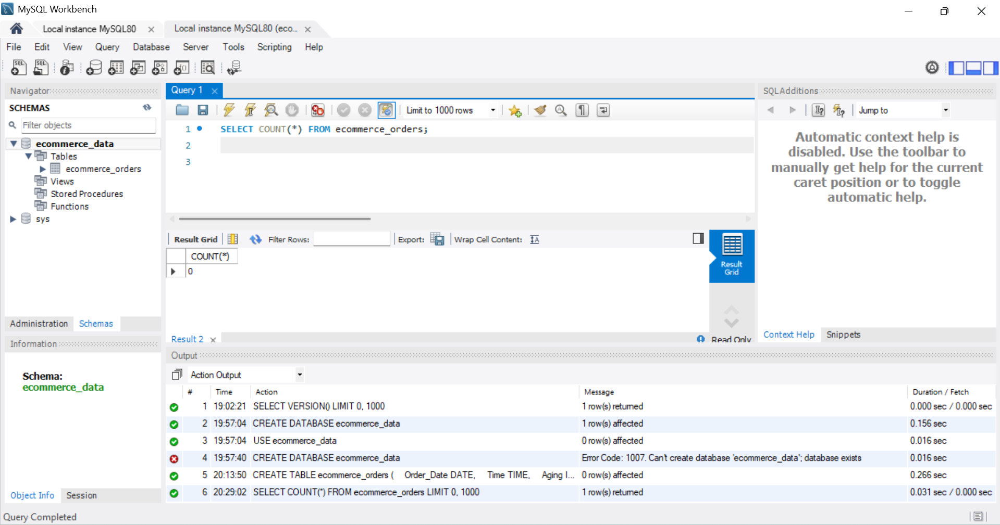 MySQL Workbench
Local instance MySQL80
Local instance MySQL80 (eco...
File Edit View Query Database Server Tools Scripting Help
Navigator
SCHEMAS
Filter objects
ecommerce_data
Tables
ecommerce_orders
Views
Stored Procedures
Functions
sys
Administration Schemas
Information
Schema:
ecommerce_data
Object Info Session
Query 1
Limit to 1000 rows
1 SELECT COUNT(*) FROM ecommerce_orders;
2
3
Result Grid Filter Rows: Export: Wrap Cell Content:
COUNT(*)
0
Result
Grid
Result 2
Read Only
SQLAdditions
Jump to
Automatic context help is
disabled. Use the toolbar to
manually get help for the current
caret position or to toggle
automatic help.
Context Help Snippets
Output
Action Output
# Time Action Message Duration / Fetch
1 19:02:21 SELECT VERSION() LIMIT 0, 1000 1 row(s) returned 0.000 sec / 0.000 sec
2 19:57:04 CREATE DATABASE ecommerce_data 1 row(s) affected 0.156 sec
3 19:57:04 USE ecommerce_data 0 row(s) affected 0.016 sec
4 19:57:40 CREATE DATABASE ecommerce_data Error Code: 1007. Can't create database 'ecommerce_data'; database exists 0.016 sec
5 20:13:50 CREATE TABLE ecommerce_orders ( Order_Date DATE, Time TIME, Aging I... 0 row(s) affected 0.266 sec
6 20:29:02 SELECT COUNT(*) FROM ecommerce_orders LIMIT 0, 1000 1 row(s) returned 0.031 sec / 0.000 sec
Query Completed